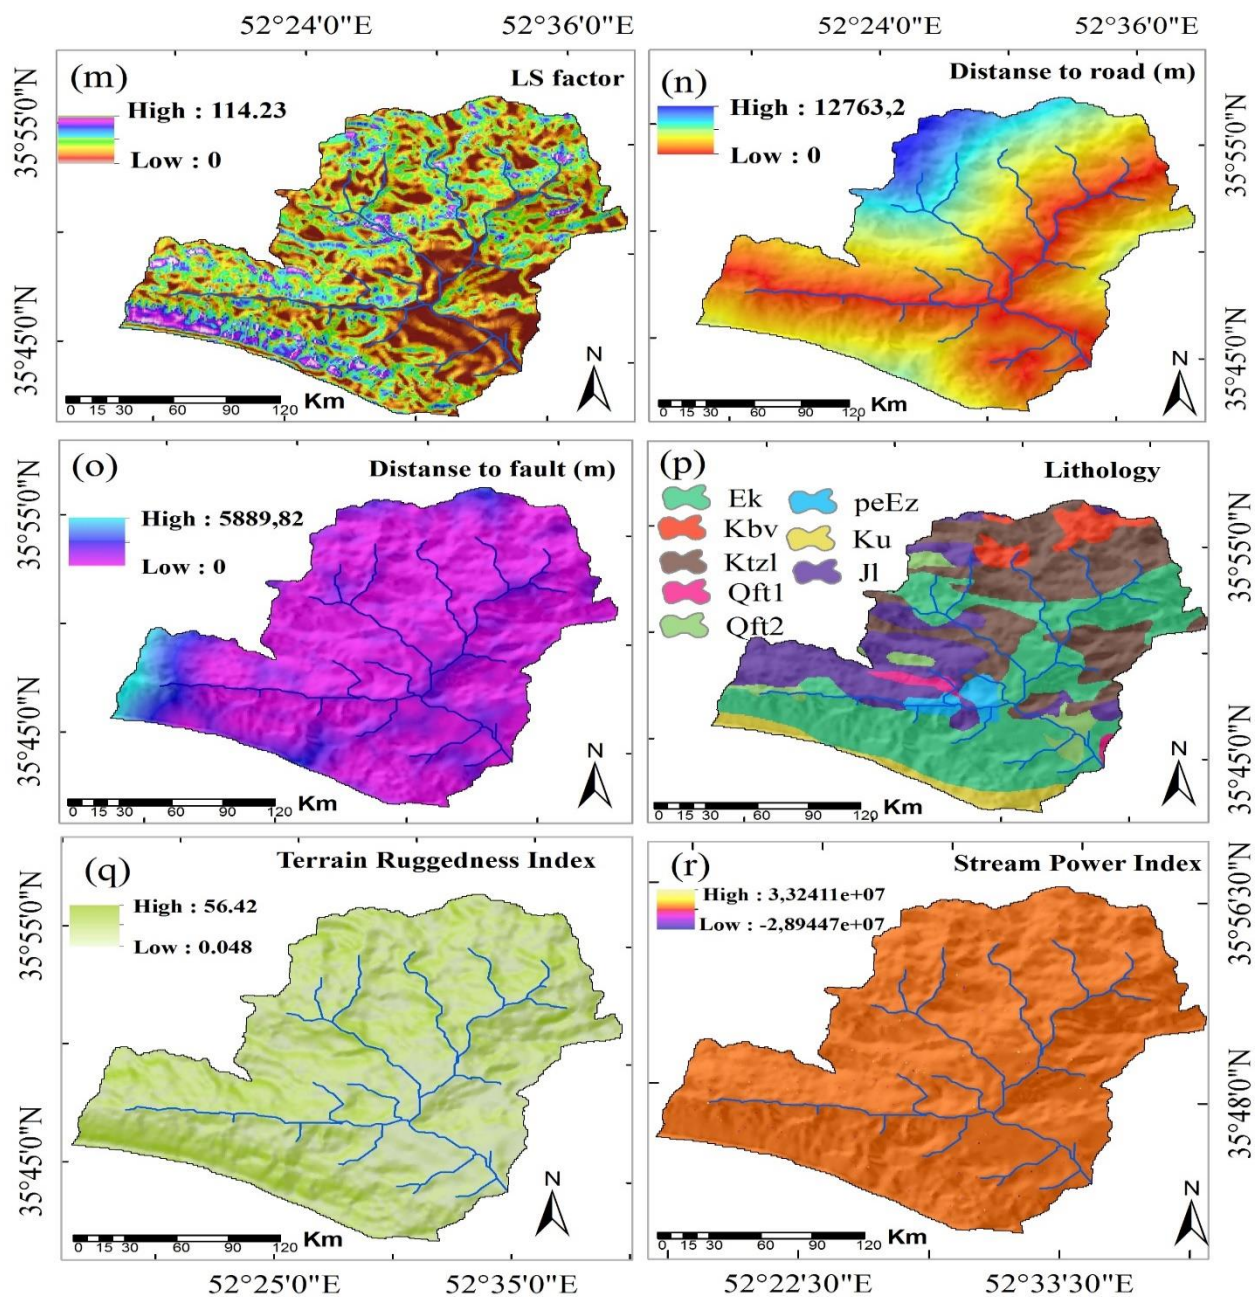 52°24'0"E 52°36'0"E 52°24'0"E 52°36'0"E
(m) LS factor
High : 114.23
Low : 0
35°55'0"N
35°45'0"N
N
0 15 30 60 90 120 Km
(n) Distanse to road (m)
High : 12763,2
Low : 0
35°55'0"N
35°45'0"N
N
0 15 30 60 90 120 Km
(o) Distanse to fault (m)
High : 5889,82
Low : 0
35°55'0"N
35°45'0"N
N
0 15 30 60 90 120 Km
(p) Lithology
Ek peEz
Kbv Ku
Ktzl Jl
Qft1
Qft2
35°55'0"N
35°45'0"N
N
0 15 30 60 90 120 Km
(q) Terrain Ruggedness Index
High : 56.42
Low : 0.048
35°55'0"N
35°45'0"N
N
0 15 30 60 90 120 Km
(r) Stream Power Index
High : 3,32411e+07
Low : -2,89447e+07
35°56'30"N
35°48'0"N
N
0 15 30 60 90 120 Km
52°25'0"E 52°35'0"E 52°22'30"E 52°33'30"E